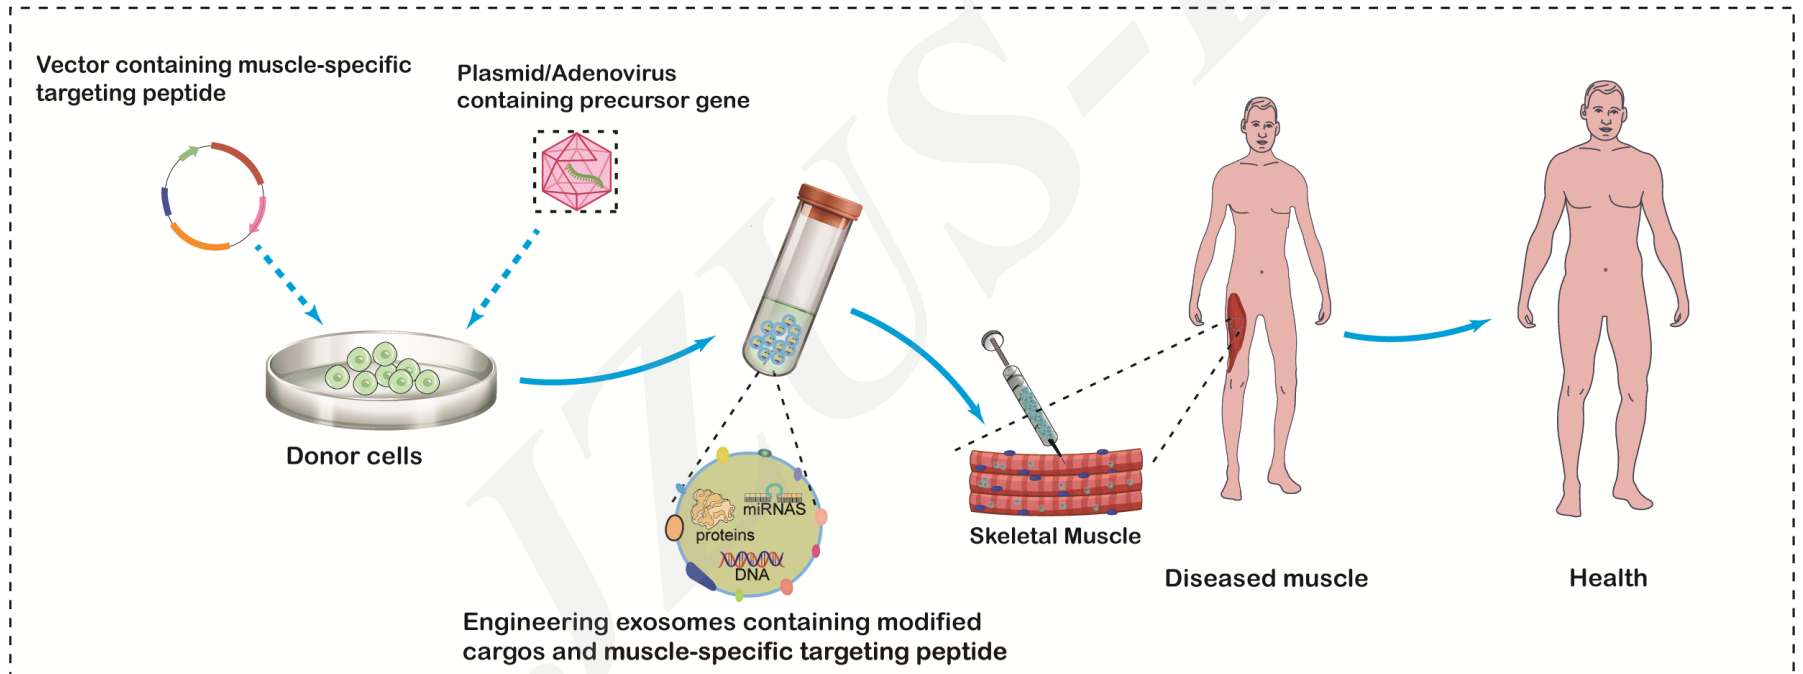 Vector containing muscle-specific
targeting peptide
Plasmid/Adenovirus
containing precursor gene
Donor cells
miRNAS
proteins
DNA
Engineering exosomes containing modified
cargos and muscle-specific targeting peptide
Skeletal Muscle
Diseased muscle
Health
JZUS-